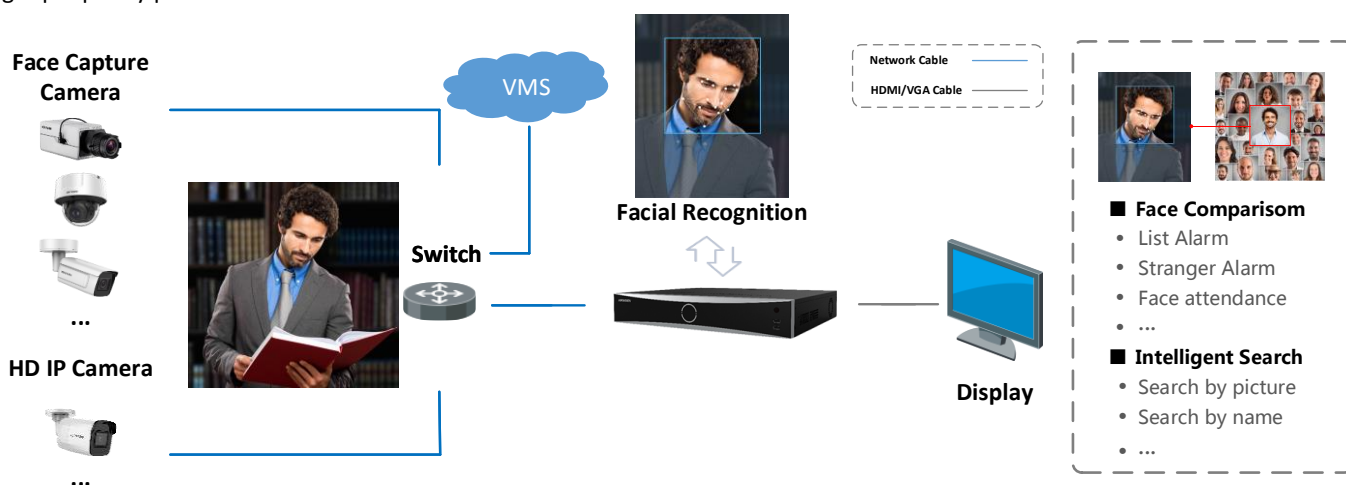 Face Capture
Camera
...
HD IP Camera
...
VMS
Switch
Facial Recognition
Network Cable
HDMI/VGA Cable
Display
■ Face Comparisom
• List Alarm
• Stranger Alarm
• Face attendance
• ...
■ Intelligent Search
• Search by picture
• Search by name
• ...